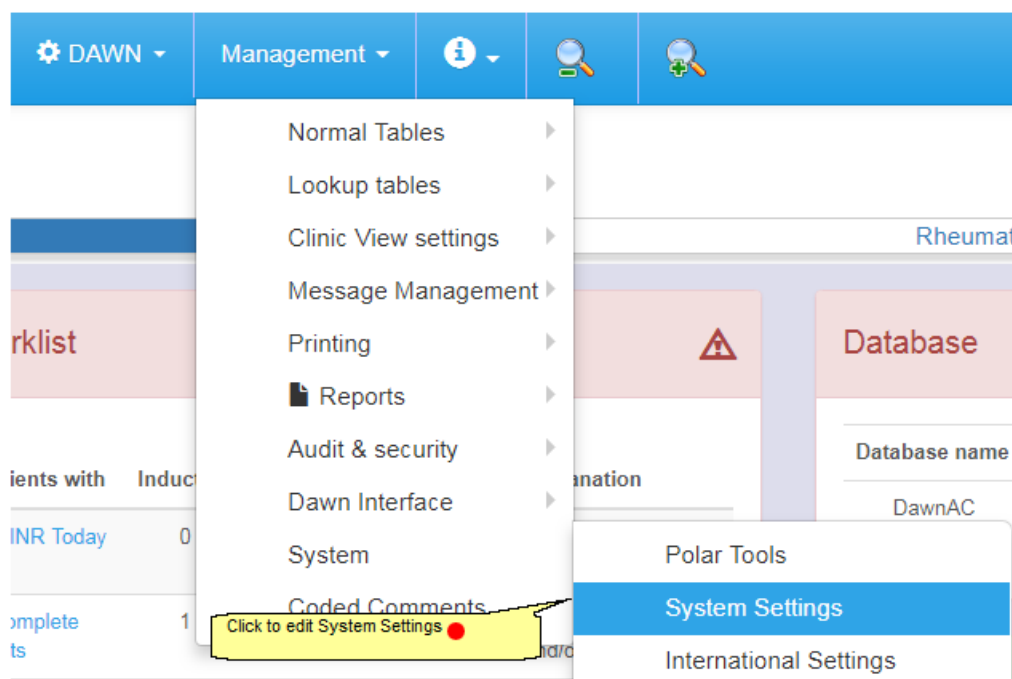 DAWN
Management
Normal Tables
Lookup tables
Clinic View settings
Message Management
Printing
Reports
Audit & security
Dawn Interface
System
Coded Comments
Polar Tools
System Settings
International Settings
Click to edit System Settings
Rheumat
rklist
Database
ients with Induc
anation
Database name
DawnAC
INR Today 0
omplete 1
ts
nd/d